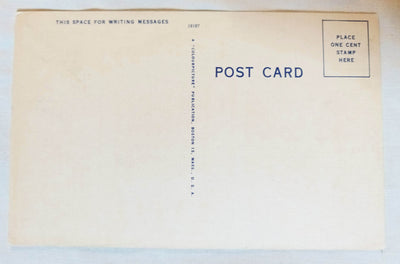 THIS SPACE FOR WRITING MESSAGES
POST CARD
PLACE
ONE CENT
STAMP
HERE
A "COLOURPICTURE" PUBLICATION, BOSTON 15, MASS., U. S. A.